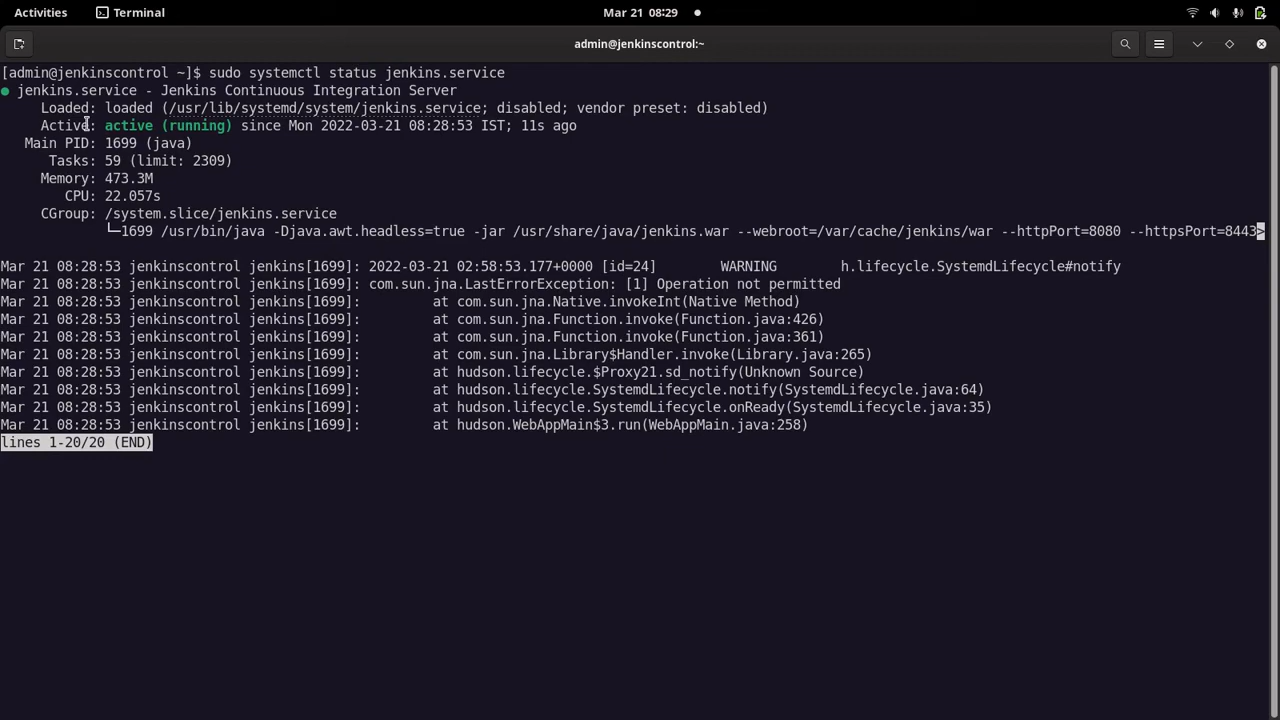 Activities Terminal Mar 21 08:29
admin@jenkinscontrol:~
[admin@jenkinscontrol ~]$ sudo systemctl status jenkins.service
● jenkins.service - Jenkins Continuous Integration Server
Loaded: loaded (/usr/lib/systemd/system/jenkins.service; disabled; vendor preset: disabled)
Active: active (running) since Mon 2022-03-21 08:28:53 IST; 11s ago
Main PID: 1699 (java)
Tasks: 59 (limit: 2309)
Memory: 473.3M
CPU: 22.057s
CGroup: /system.slice/jenkins.service
└─1699 /usr/bin/java -Djava.awt.headless=true -jar /usr/share/java/jenkins.war --webroot=/var/cache/jenkins/war --httpPort=8080 --httpsPort=8443>
Mar 21 08:28:53 jenkinscontrol jenkins[1699]: 2022-03-21 02:58:53.177+0000 [id=24] WARNING h.lifecycle.SystemdLifecycle#notify
Mar 21 08:28:53 jenkinscontrol jenkins[1699]: com.sun.jna.LastErrorException: [1] Operation not permitted
Mar 21 08:28:53 jenkinscontrol jenkins[1699]: at com.sun.jna.Native.invokeInt(Native Method)
Mar 21 08:28:53 jenkinscontrol jenkins[1699]: at com.sun.jna.Function.invoke(Function.java:426)
Mar 21 08:28:53 jenkinscontrol jenkins[1699]: at com.sun.jna.Function.invoke(Function.java:361)
Mar 21 08:28:53 jenkinscontrol jenkins[1699]: at com.sun.jna.Library$Handler.invoke(Library.java:265)
Mar 21 08:28:53 jenkinscontrol jenkins[1699]: at hudson.lifecycle.$Proxy21.sd_notify(Unknown Source)
Mar 21 08:28:53 jenkinscontrol jenkins[1699]: at hudson.lifecycle.SystemdLifecycle.notify(SystemdLifecycle.java:64)
Mar 21 08:28:53 jenkinscontrol jenkins[1699]: at hudson.lifecycle.SystemdLifecycle.onReady(SystemdLifecycle.java:35)
Mar 21 08:28:53 jenkinscontrol jenkins[1699]: at hudson.WebAppMain$3.run(WebAppMain.java:258)
lines 1-20/20 (END)